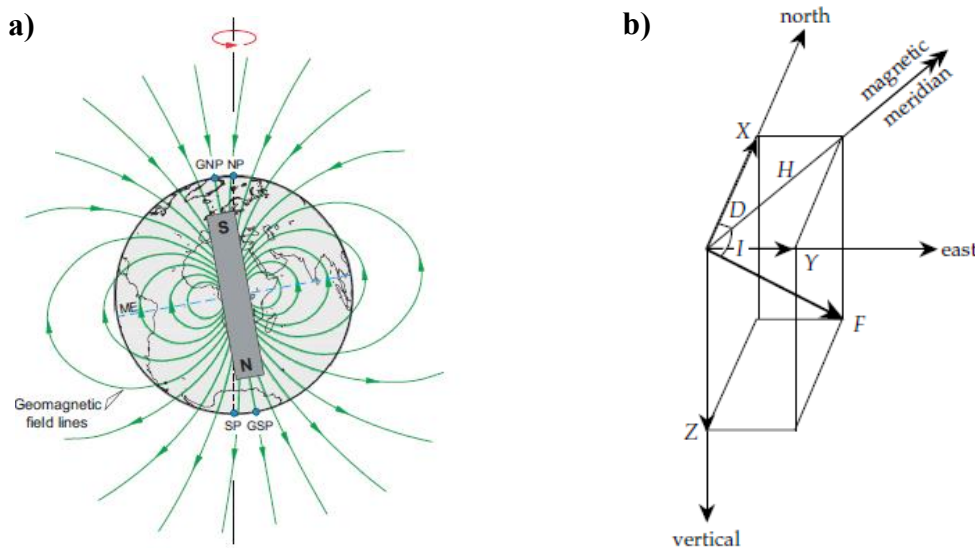 a)
GNP NP
S
ME
N
Geomagnetic
field lines
SP GSP
b)
north
magnetic
meridian
X
H
D
I
Y
east
F
Z
vertical